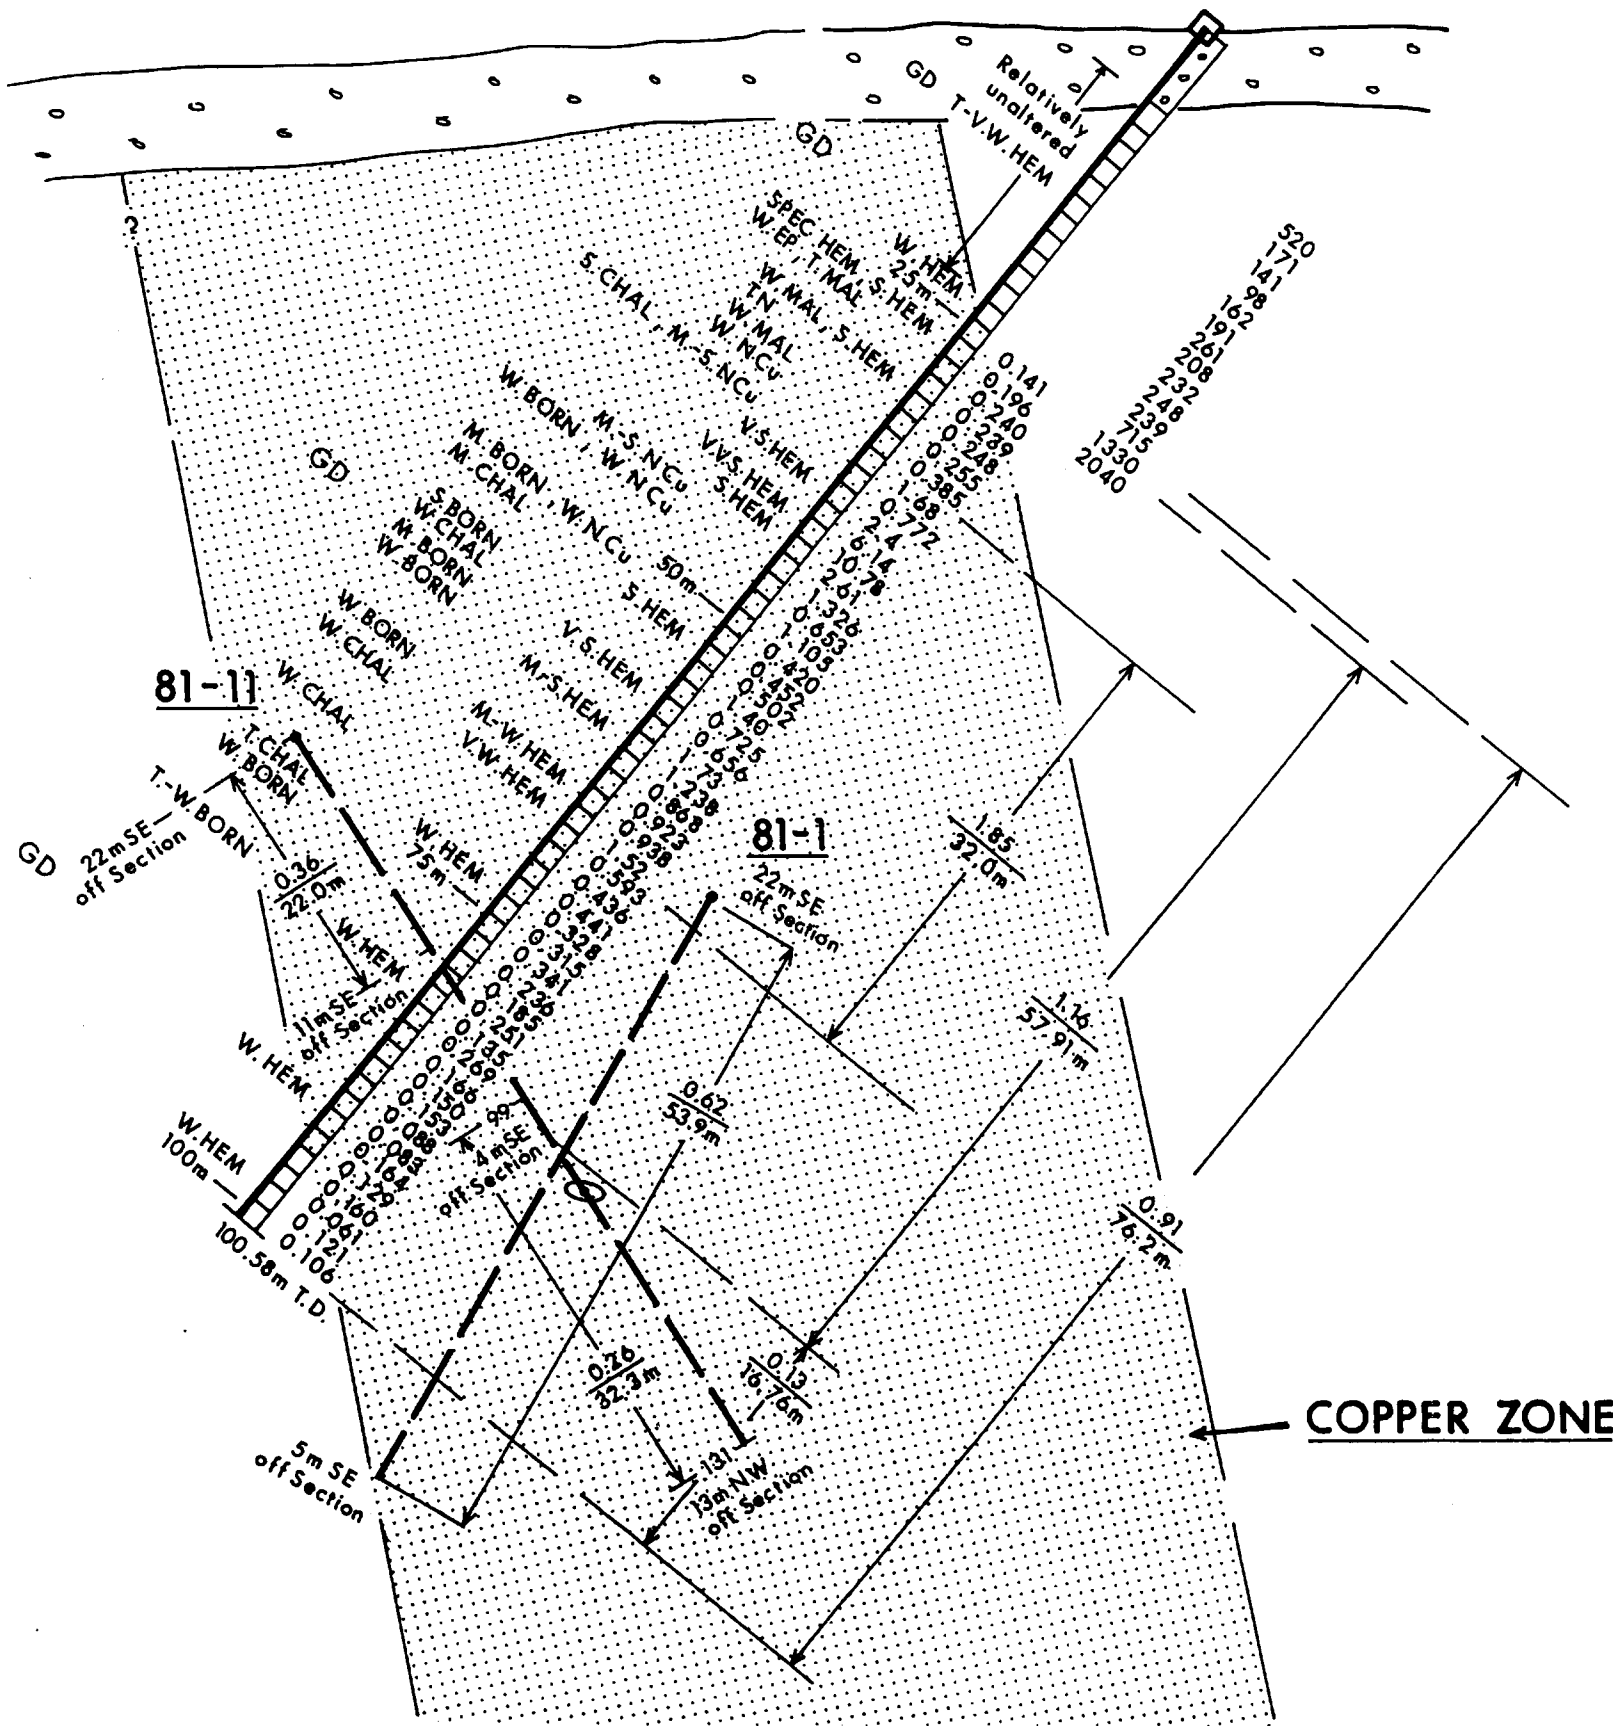 GD
Relatively
unaltered
T-V.W.HEM
GD
W. HEM
25m
SPEC HEM, S.HEM
W. EP, T. MAL
W. MAL, S.HEM
TN
W. MAL
W. NCu
S. CHAL, M.-S. NCu
V.S.HEM
V.V.S.HEM
S.HEM
M.-S. NCu
W. BORN, W. NCu
M. BORN, W. NCu
M. CHAL
50m
S. HEM
S. BORN
W. CHAL
M. BORN
W. BORN
V.S.HEM
W. BORN
W. CHAL
M.-S.HEM
W. CHAL
M.-W. HEM
V.W. HEM
T. CHAL
W. BORN
T.-W. BORN
W. HEM
75m
W. HEM
W. HEM
W. HEM
100m
100.58m T.D.
GD
GD
?
520
171
141
98
162
191
261
208
232
248
239
715
1330
2040
0.141
0.196
0.240
0.239
0.248
0.255
0.385
1.68
0.772
2.4
6.14
10.78
2.61
1.326
0.653
1.105
0.420
0.452
0.502
1.40
0.725
0.656
1.73
1.238
0.868
0.923
0.938
1.52
0.593
0.436
0.441
0.328
0.315
0.341
0.236
0.251
0.135
0.269
0.166
0.150
0.153
0.164
0.129
0.160
0.061
0.121
0.106
81-11
22m SE
off Section
0.36
22.0m
11m SE
off Section
81-1
22m SE
off Section
0.62
53.9m
5m SE
off Section
99
4m SE
off Section
0.26
32.3m
131
13m NW
off Section
1.85
32.0m
1.16
57.91m
0.13
16.76m
0.91
76.2m
COPPER ZONE